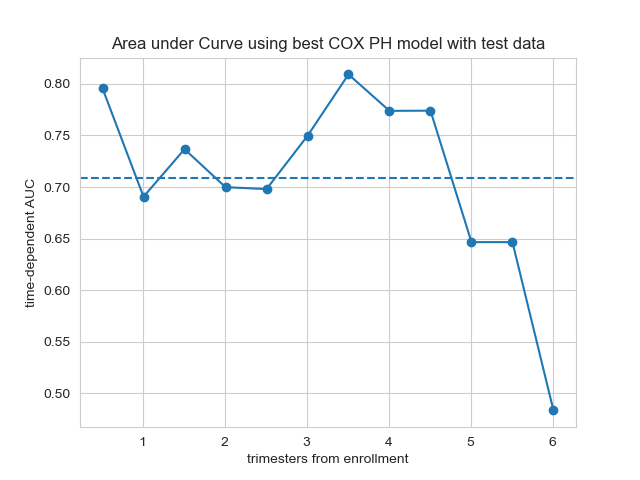 Area under Curve using best COX PH model with test data
time-dependent AUC
0.80
0.75
0.70
0.65
0.60
0.55
0.50
1 2 3 4 5 6
trimesters from enrollment